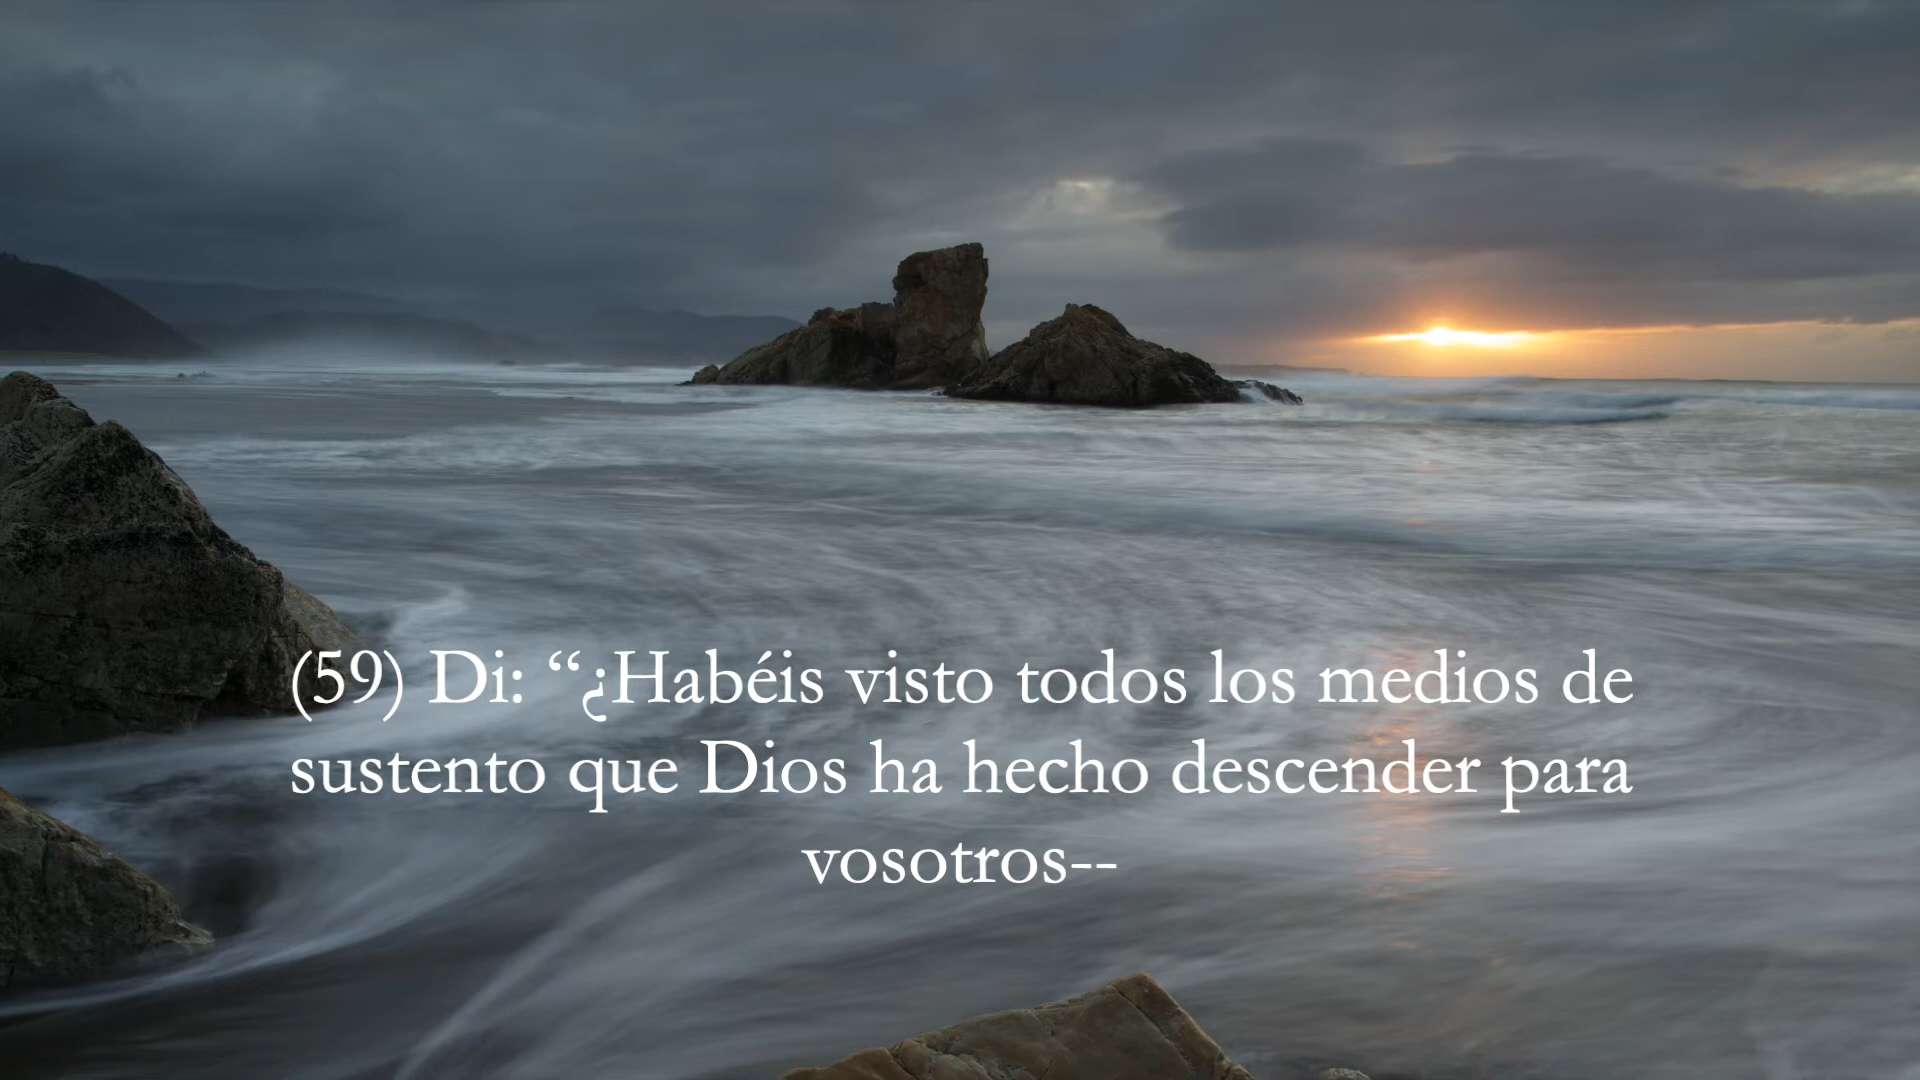 (59) Di: “¿Habéis visto todos los medios de
sustento que Dios ha hecho descender para
vosotros--